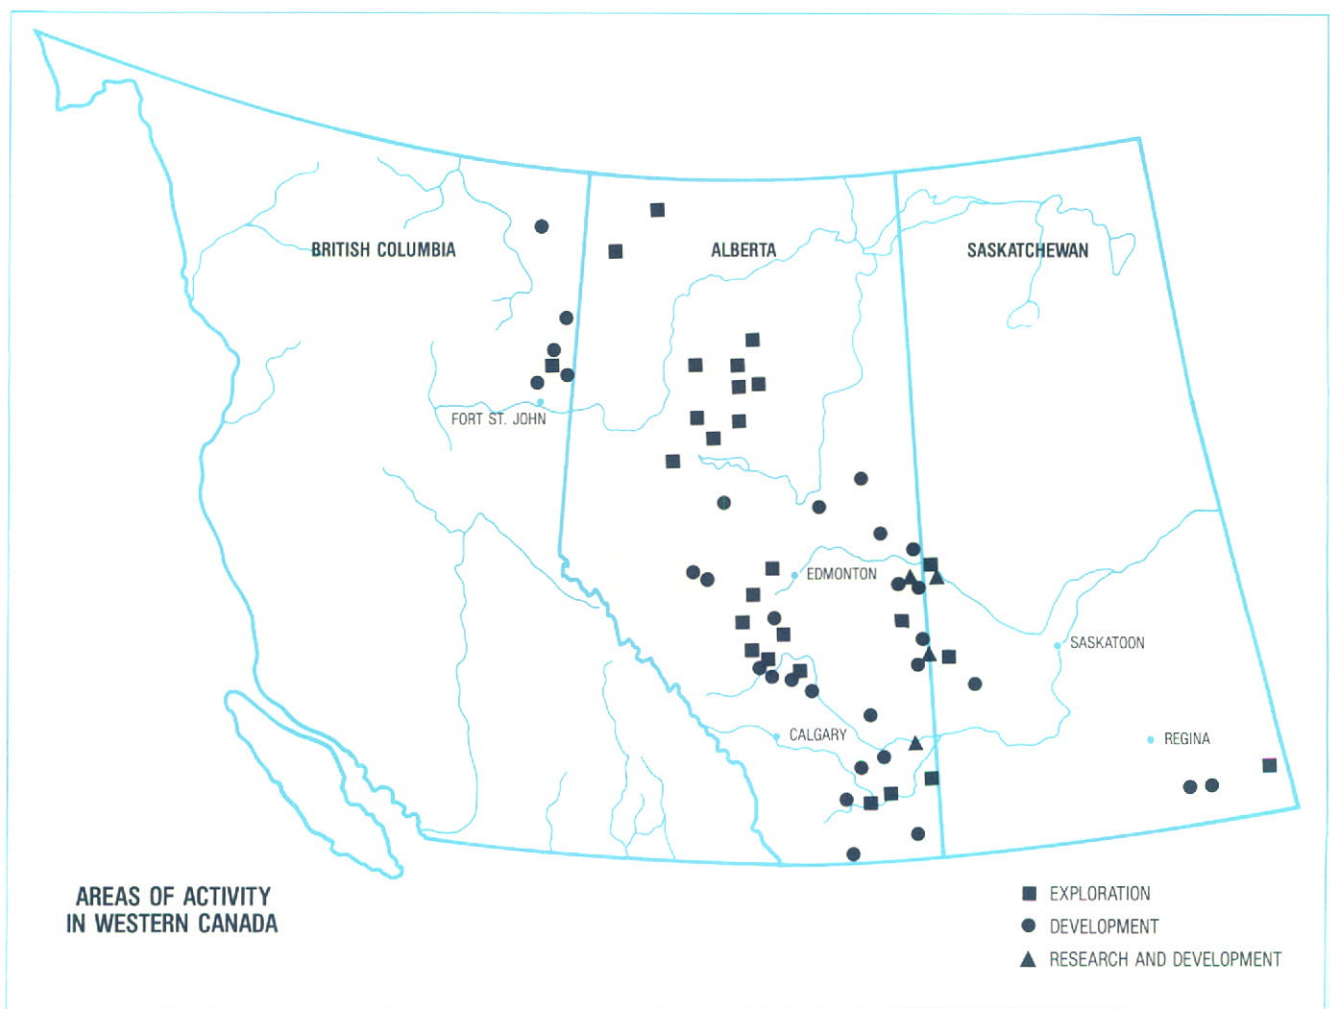 BRITISH COLUMBIA
ALBERTA
SASKATCHEWAN
FORT ST. JOHN
EDMONTON
SASKATOON
CALGARY
REGINA
AREAS OF ACTIVITY
IN WESTERN CANADA
EXPLORATION
DEVELOPMENT
RESEARCH AND DEVELOPMENT